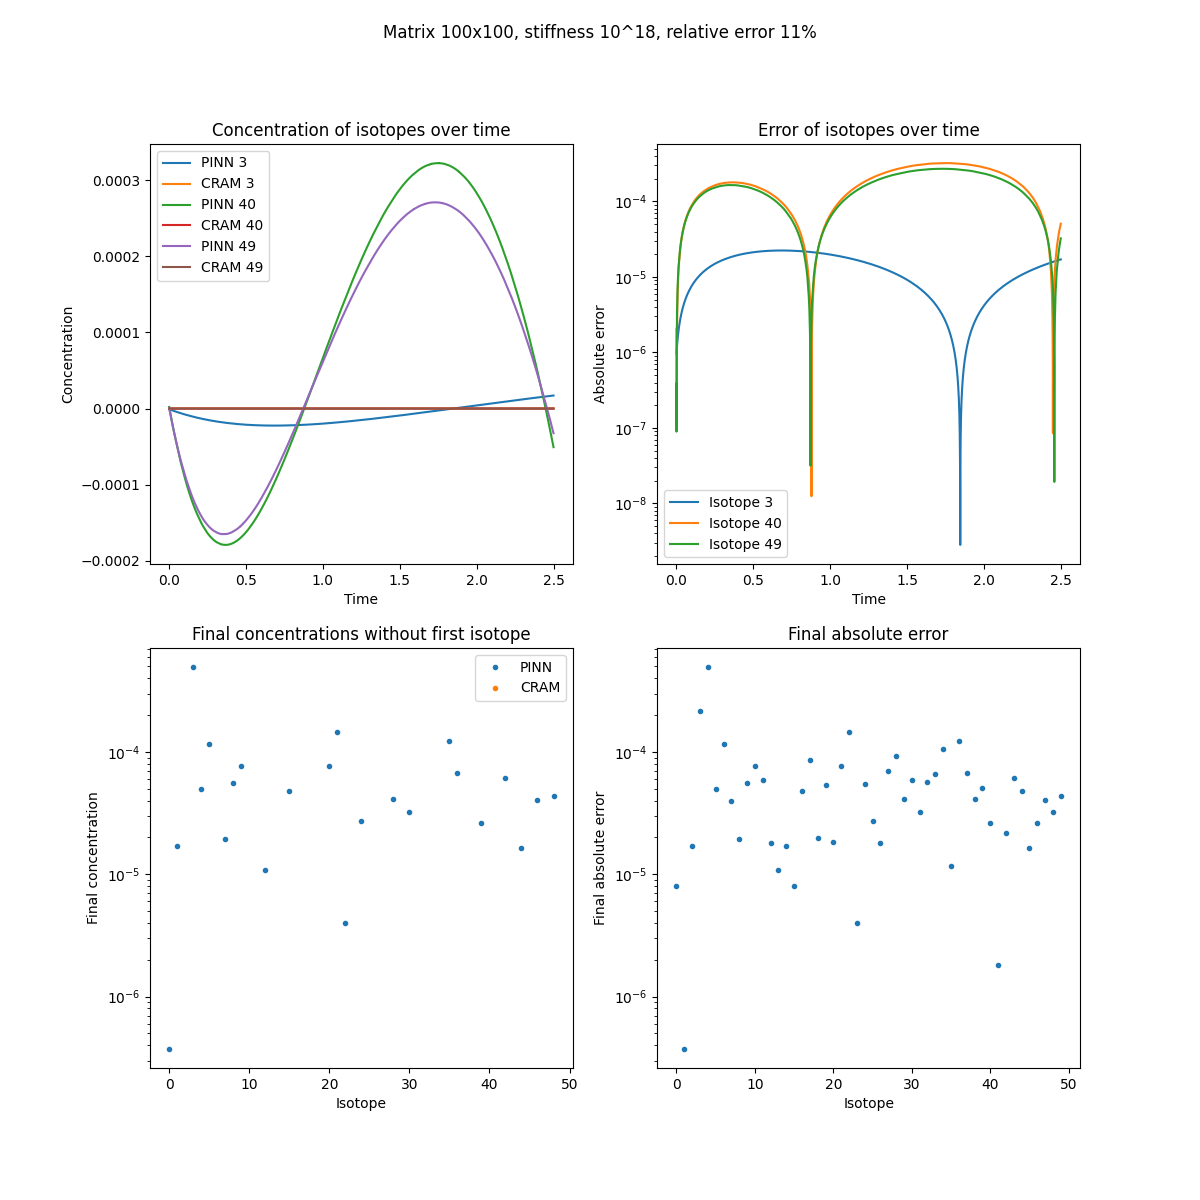 Matrix 100x100, stiffness 10^18, relative error 11%
Concentration of isotopes over time
PINN 3
CRAM 3
PINN 40
CRAM 40
PINN 49
CRAM 49
0.0003
0.0002
0.0001
0.0000
−0.0001
−0.0002
Concentration
0.0 0.5 1.0 1.5 2.0 2.5
Time
Error of isotopes over time
10⁻⁴
10⁻⁵
10⁻⁶
10⁻⁷
10⁻⁸
Absolute error
Isotope 3
Isotope 40
Isotope 49
0.0 0.5 1.0 1.5 2.0 2.5
Time
Final concentrations without first isotope
PINN
CRAM
10⁻⁴
10⁻⁵
10⁻⁶
Final concentration
0 10 20 30 40 50
Isotope
Final absolute error
10⁻⁴
10⁻⁵
10⁻⁶
Final absolute error
0 10 20 30 40 50
Isotope